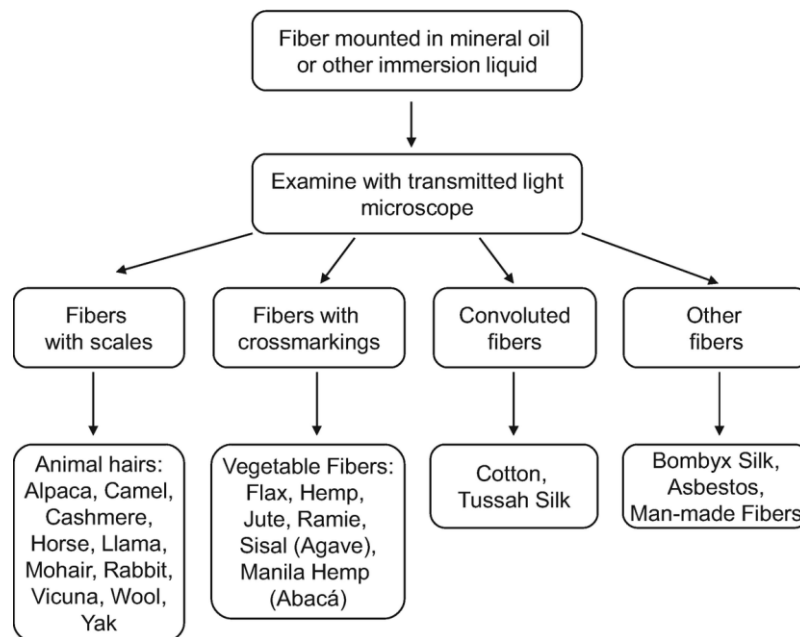 Fiber mounted in mineral oil
or other immersion liquid
Examine with transmitted light
microscope
Fibers
with scales
Fibers with
crossmarkings
Convoluted
fibers
Other
fibers
Animal hairs:
Alpaca, Camel,
Cashmere,
Horse, Llama,
Mohair, Rabbit,
Vicuna, Wool,
Yak
Vegetable Fibers:
Flax, Hemp,
Jute, Ramie,
Sisal (Agave),
Manila Hemp
(Abacá)
Cotton,
Tussah Silk
Bombyx Silk,
Asbestos,
Man-made Fibers